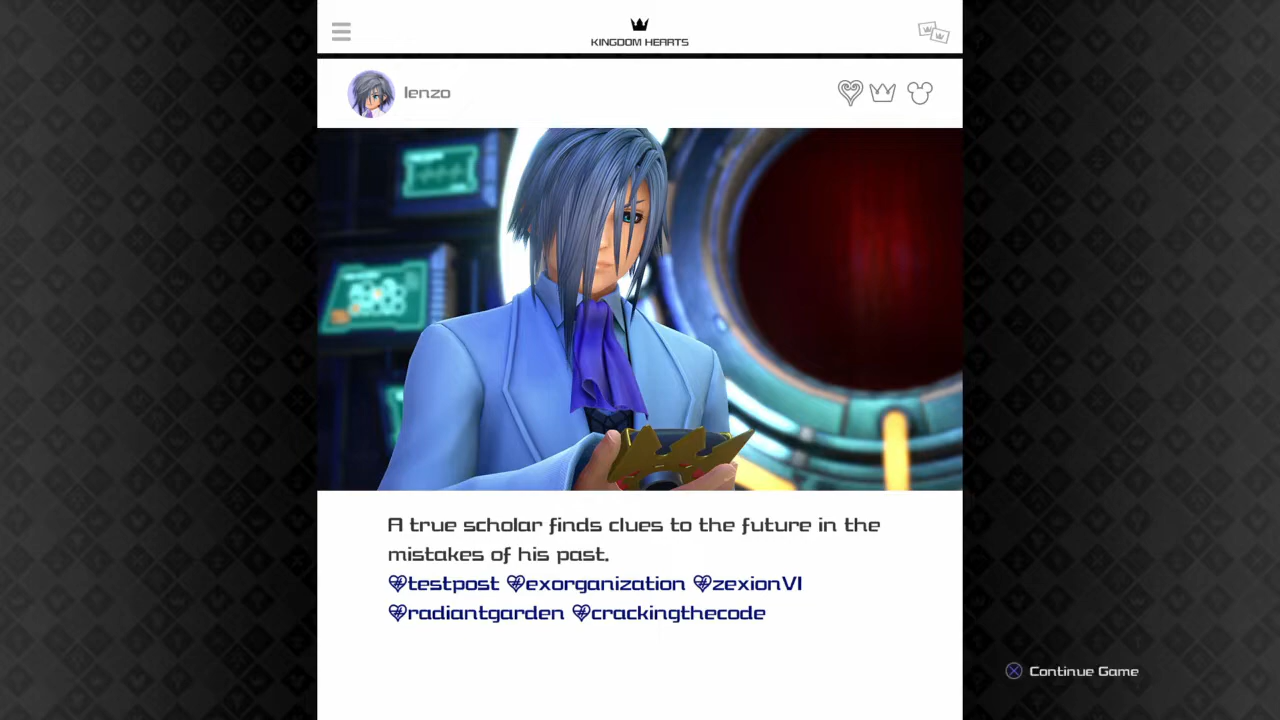 KINGDOM HEARTS
Ienzo
A true scholar finds clues to the future in the
mistakes of his past.
#testpost #exorganization #zexionVI
#radiantgarden #crackingthecode
Continue Game